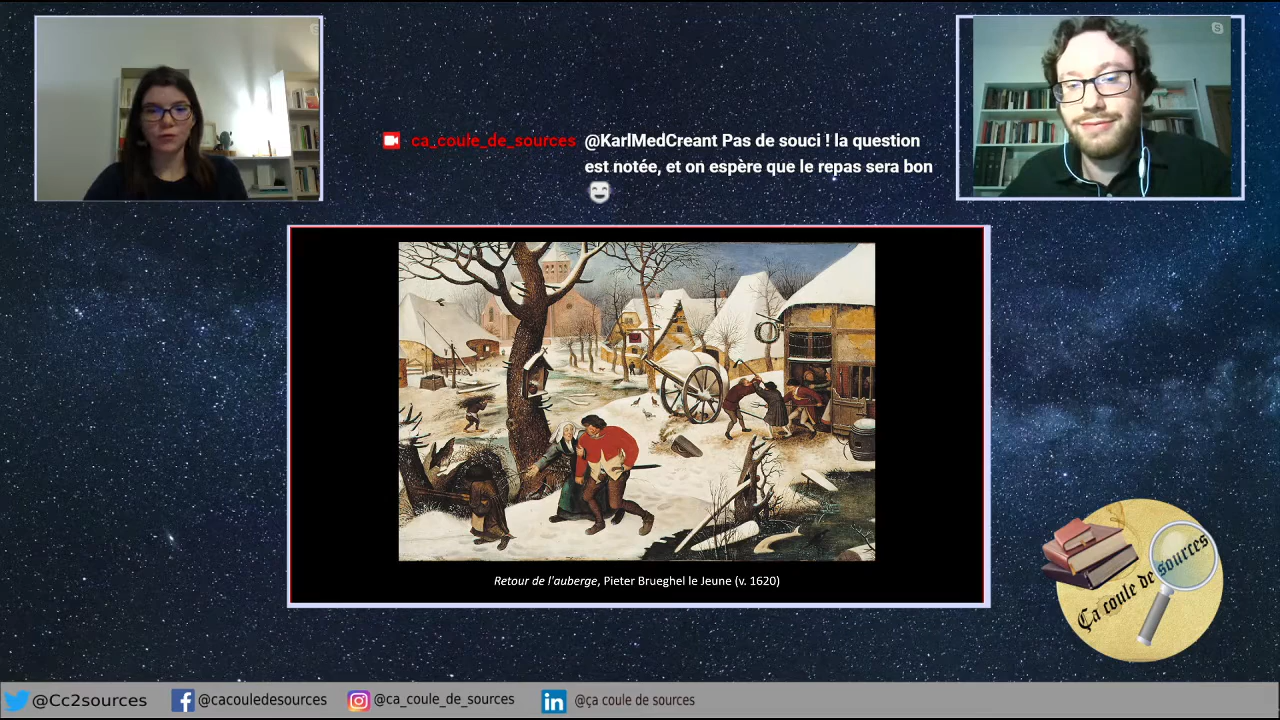 ca_coule_de_sources @KarlMedCreant Pas de souci ! la question
est notée, et on espère que le repas sera bon
Retour de l'auberge, Pieter Brueghel le Jeune (v. 1620)
Ça coule de sources
@Cc2sources @cacouledesources @ca_coule_de_sources @ça coule de sources